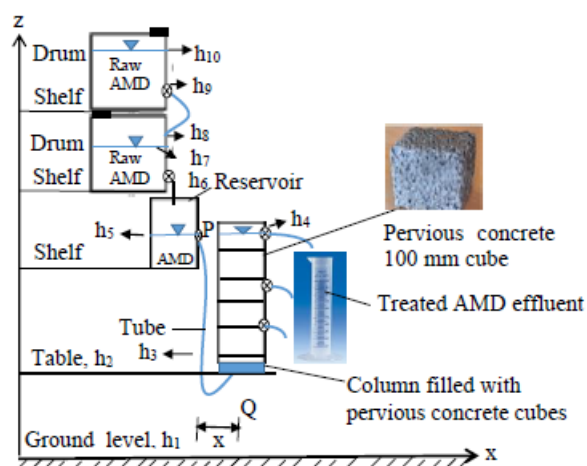 z
Drum
Raw
AMD
h10
h9
Shelf
Drum
h8
Raw
AMD
h7
Shelf
h6
Reservoir
h5
P
h4
Shelf
AMD
Pervious concrete
100 mm cube
Treated AMD effluent
Tube
h3
Table, h2
Column filled with
pervious concrete cubes
Q
x
Ground level, h1
x